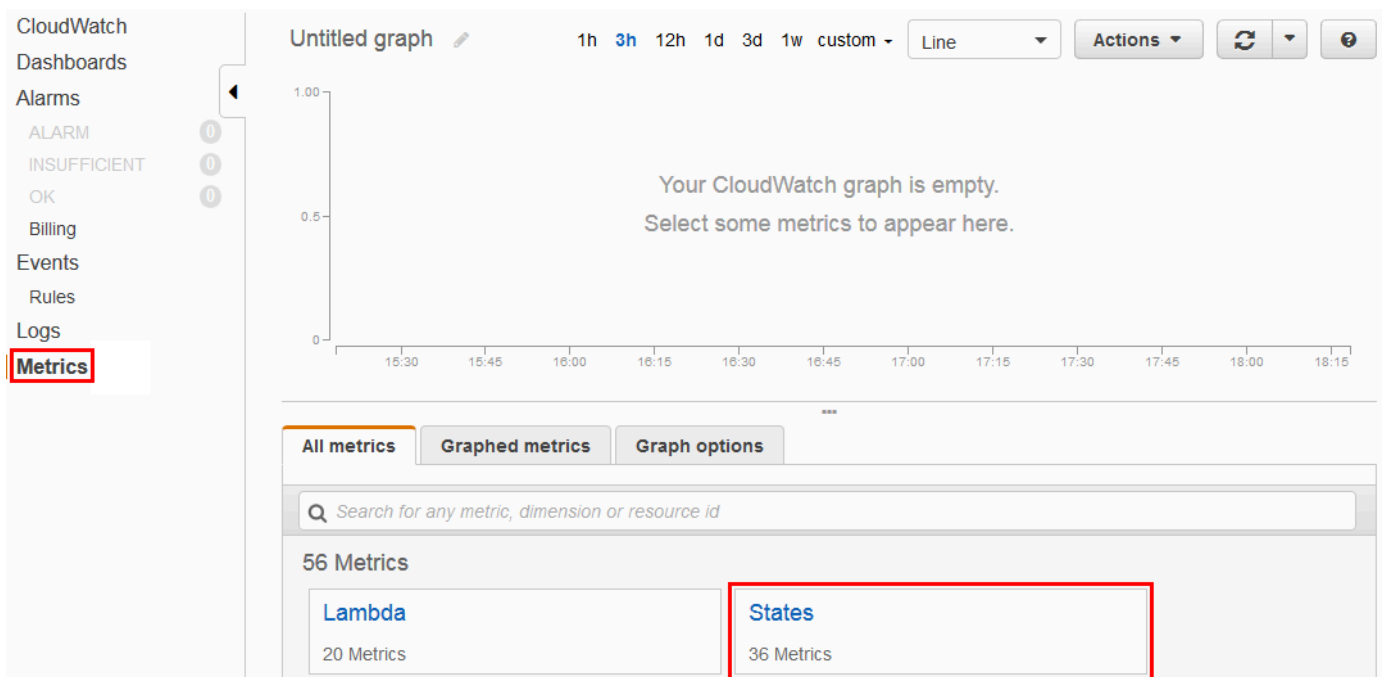 CloudWatch
Dashboards
Alarms
ALARM 0
INSUFFICIENT 0
OK 0
Billing
Events
Rules
Logs
Metrics
Untitled graph 1h 3h 12h 1d 3d 1w custom Line Actions
1.00
0.5
0
Your CloudWatch graph is empty.
Select some metrics to appear here.
15:30 15:45 16:00 16:15 16:30 16:45 17:00 17:15 17:30 17:45 18:00 18:15
All metrics Graphed metrics Graph options
Search for any metric, dimension or resource id
56 Metrics
Lambda
20 Metrics
States
36 Metrics